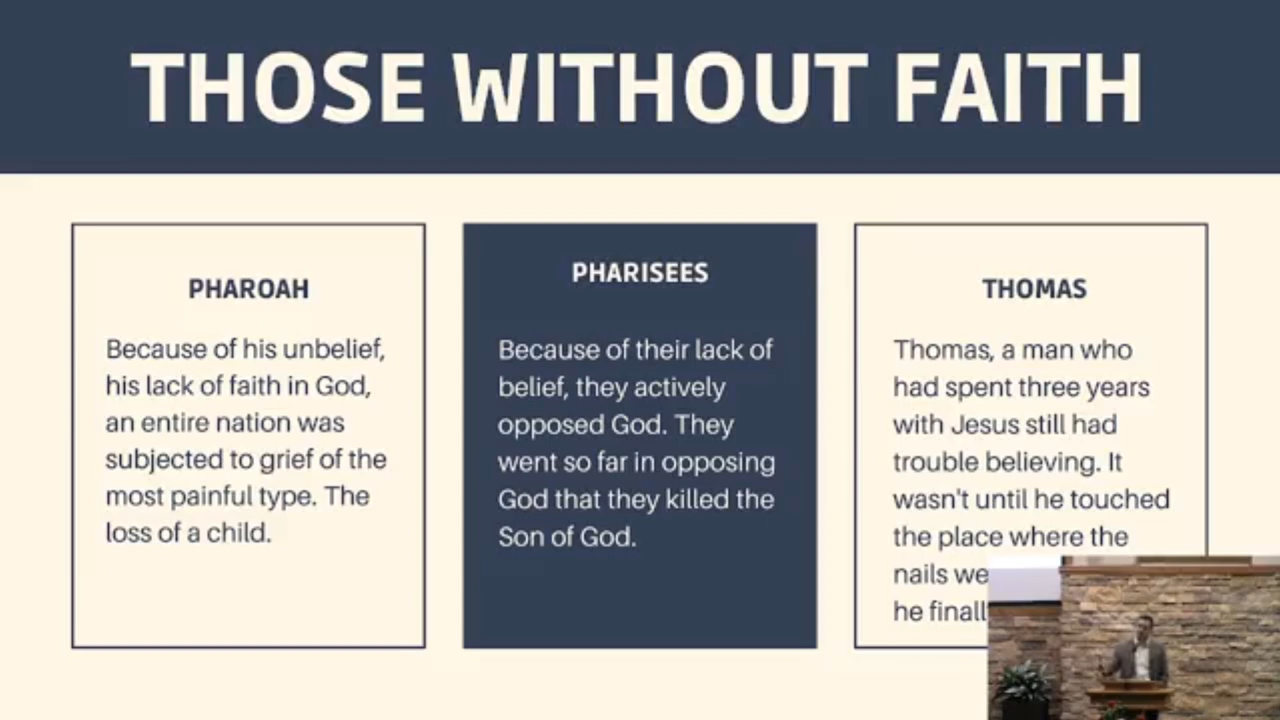 THOSE WITHOUT FAITH
PHAROAH
Because of his unbelief,
his lack of faith in God,
an entire nation was
subjected to grief of the
most painful type. The
loss of a child.
PHARISEES
Because of their lack of
belief, they actively
opposed God. They
went so far in opposing
God that they killed the
Son of God.
THOMAS
Thomas, a man who
had spent three years
with Jesus still had
trouble believing. It
wasn't until he touched
the place where the
nails
he